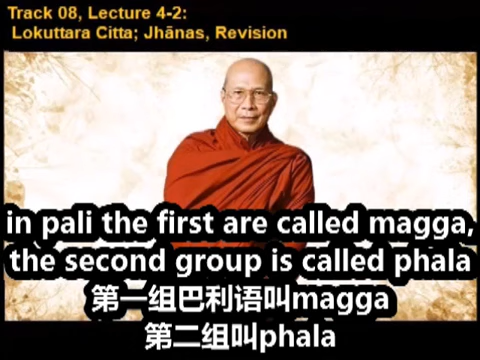 Track 08, Lecture 4-2:
Lokuttara Citta; Jhānas, Revision
in pali the first are called magga,
the second group is called phala
第一组巴利语叫magga
第二组叫phala